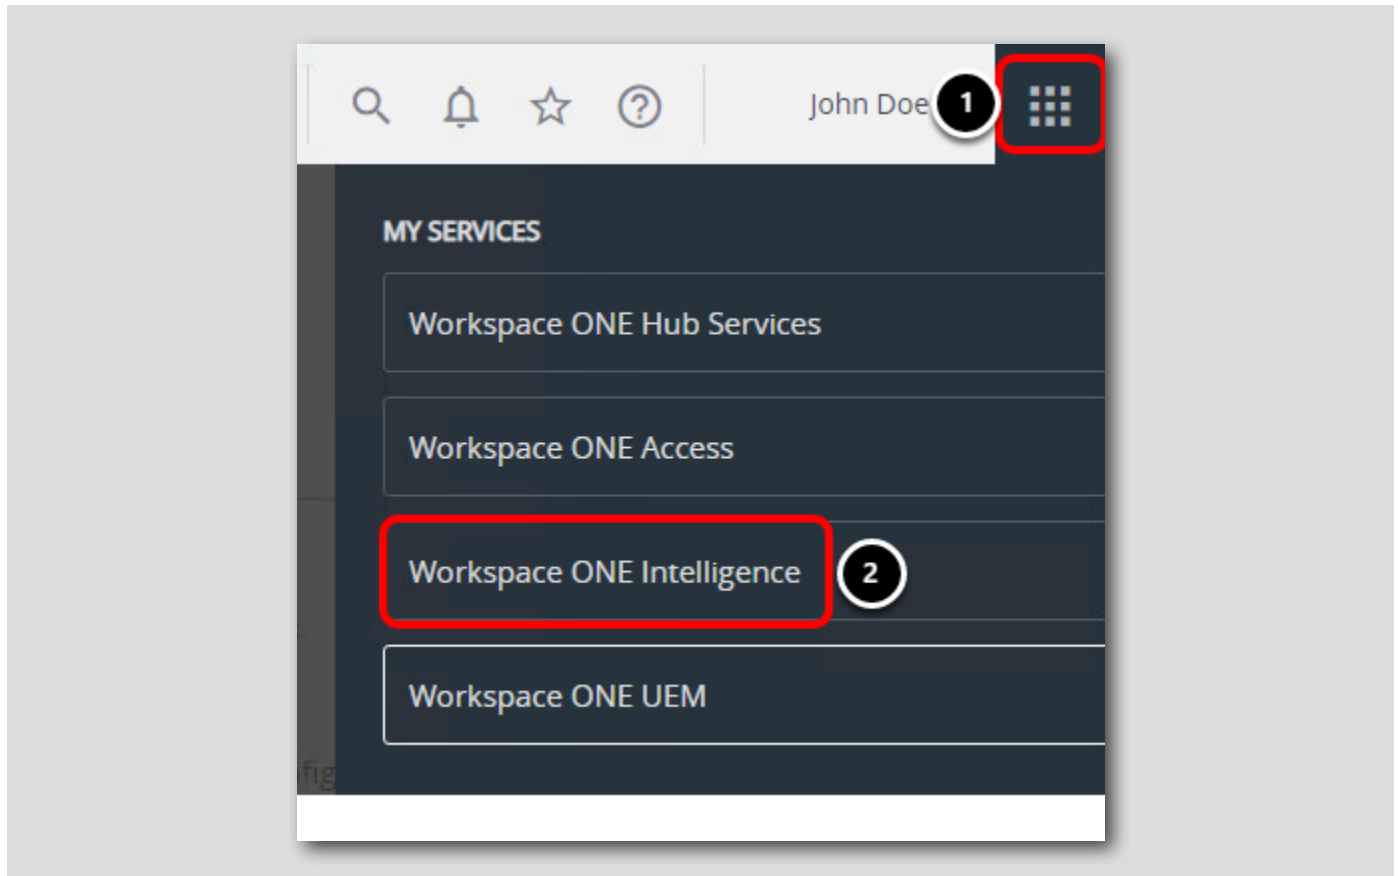 John Doe 1
MY SERVICES
Workspace ONE Hub Services
Workspace ONE Access
Workspace ONE Intelligence 2
Workspace ONE UEM
fig